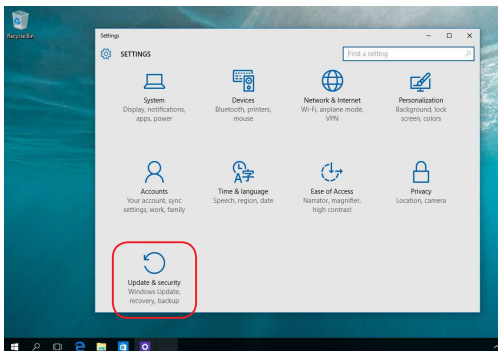 Recycle Bin
Settings
SETTINGS
Find a setting
System
Display, notifications,
apps, power
Devices
Bluetooth, printers,
mouse
Network & Internet
Wi-Fi, airplane mode,
VPN
Personalization
Background, lock
screen, colors
Accounts
Your account, sync
settings, work, family
Time & language
Speech, region, date
Ease of Access
Narrator, magnifier,
high contrast
Privacy
Location, camera
Update & security
Windows Update,
recovery, backup